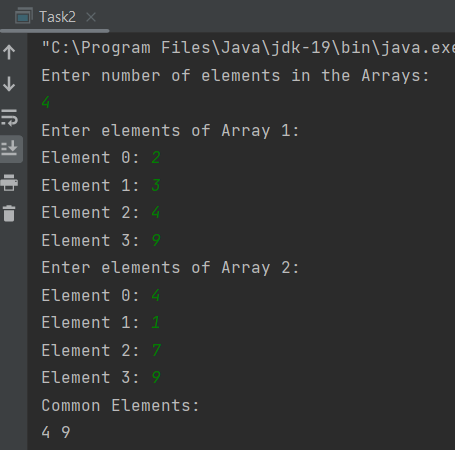 Task2
"C:\Program Files\Java\jdk-19\bin\java.exe
Enter number of elements in the Arrays:
4
Enter elements of Array 1:
Element 0: 2
Element 1: 3
Element 2: 4
Element 3: 9
Enter elements of Array 2:
Element 0: 4
Element 1: 1
Element 2: 7
Element 3: 9
Common Elements:
4 9